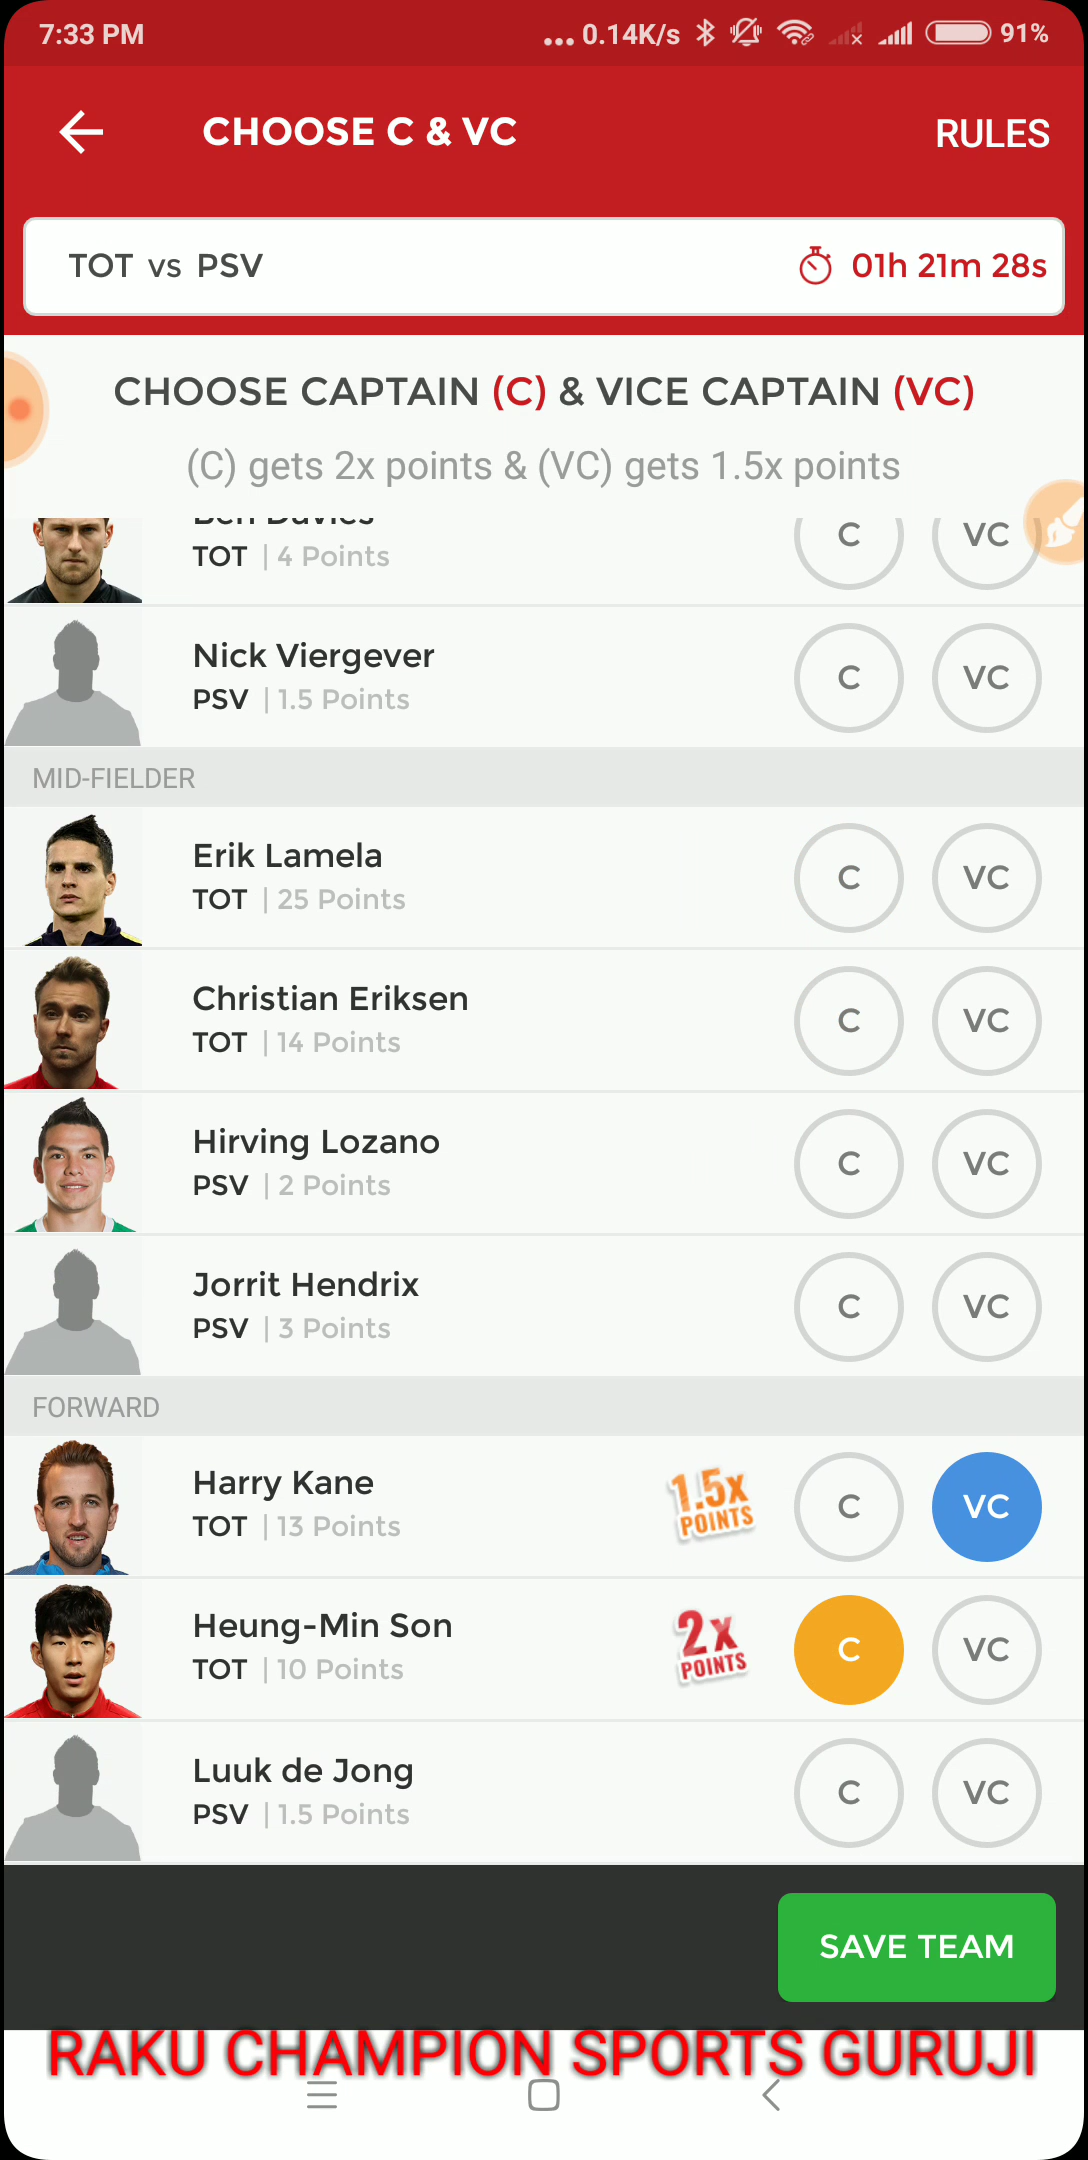 7:33 PM
... 0.14K/s 91%
CHOOSE C & VC
RULES
TOT vs PSV
01h 21m 28s
CHOOSE CAPTAIN (C) & VICE CAPTAIN (VC)
(C) gets 2x points & (VC) gets 1.5x points
Ben Davies
TOT | 4 Points
C VC
Nick Viergever
PSV | 1.5 Points
C VC
MID-FIELDER
Erik Lamela
TOT | 25 Points
C VC
Christian Eriksen
TOT | 14 Points
C VC
Hirving Lozano
PSV | 2 Points
C VC
Jorrit Hendrix
PSV | 3 Points
C VC
FORWARD
Harry Kane
TOT | 13 Points
1.5x
POINTS
C VC
Heung-Min Son
TOT | 10 Points
2x
POINTS
C VC
Luuk de Jong
PSV | 1.5 Points
C VC
SAVE TEAM
RAKU CHAMPION SPORTS GURUJI